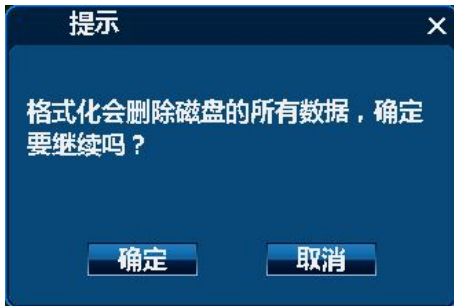 提示
格式化会删除磁盘的所有数据，确定
要继续吗？
确定
取消